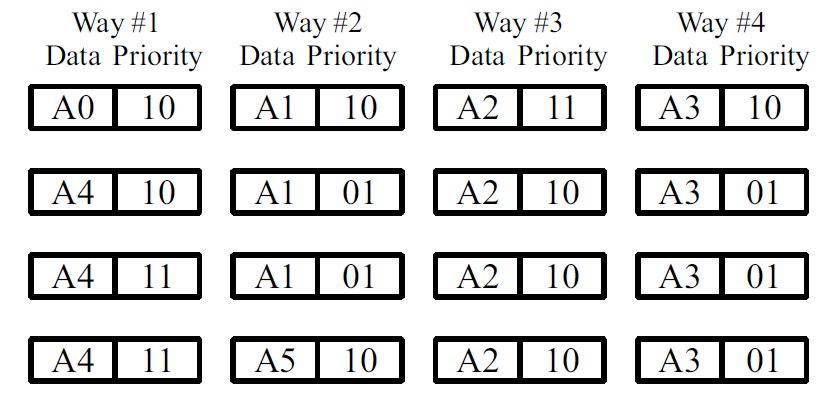 Way #1 Way #2 Way #3 Way #4
Data Priority Data Priority Data Priority Data Priority
A0 10 A1 10 A2 11 A3 10
A4 10 A1 01 A2 10 A3 01
A4 11 A1 01 A2 10 A3 01
A4 11 A5 10 A2 10 A3 01